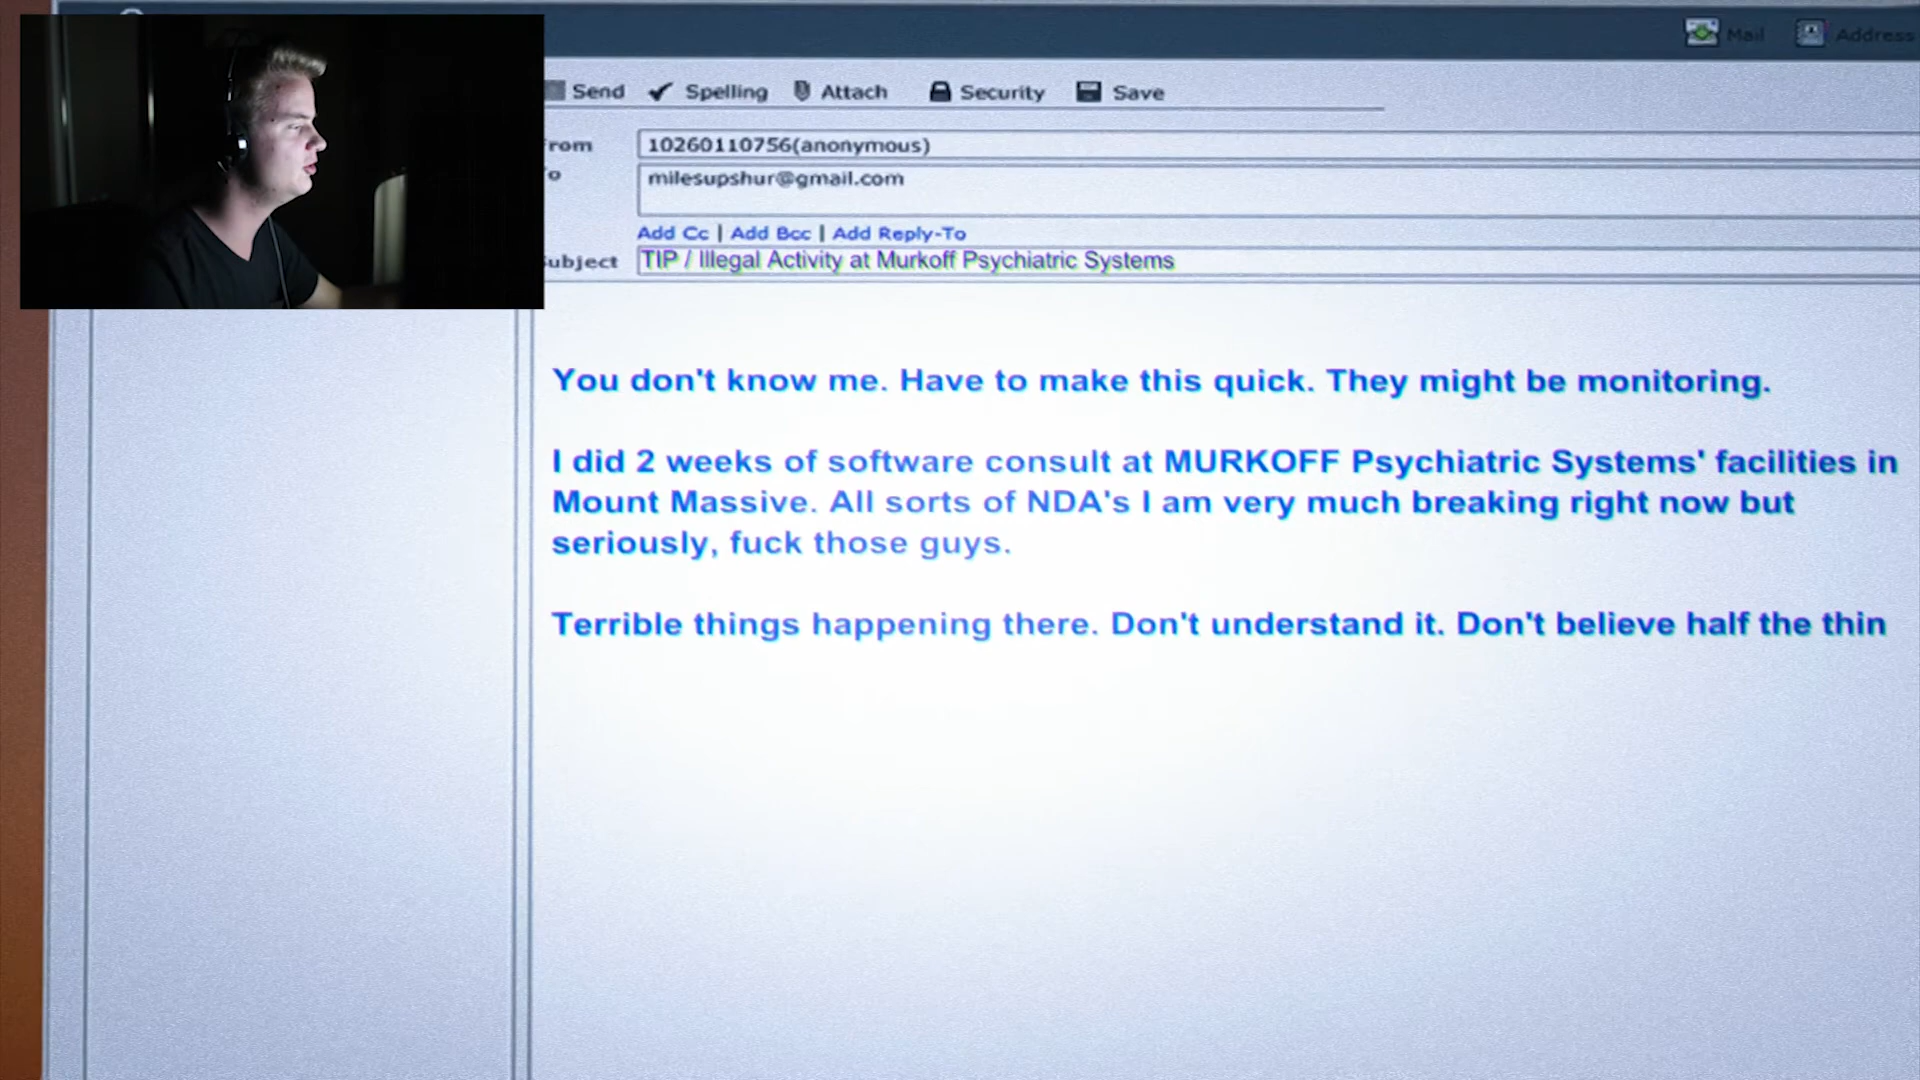 Mail Address
Send Spelling Attach Security Save
From 10260110756(anonymous)
To milesupshur@gmail.com
Add Cc | Add Bcc | Add Reply-To
Subject TIP / Illegal Activity at Murkoff Psychiatric Systems
You don't know me. Have to make this quick. They might be monitoring.
I did 2 weeks of software consult at MURKOFF Psychiatric Systems' facilities in
Mount Massive. All sorts of NDA's I am very much breaking right now but
seriously, fuck those guys.
Terrible things happening there. Don't understand it. Don't believe half the thin